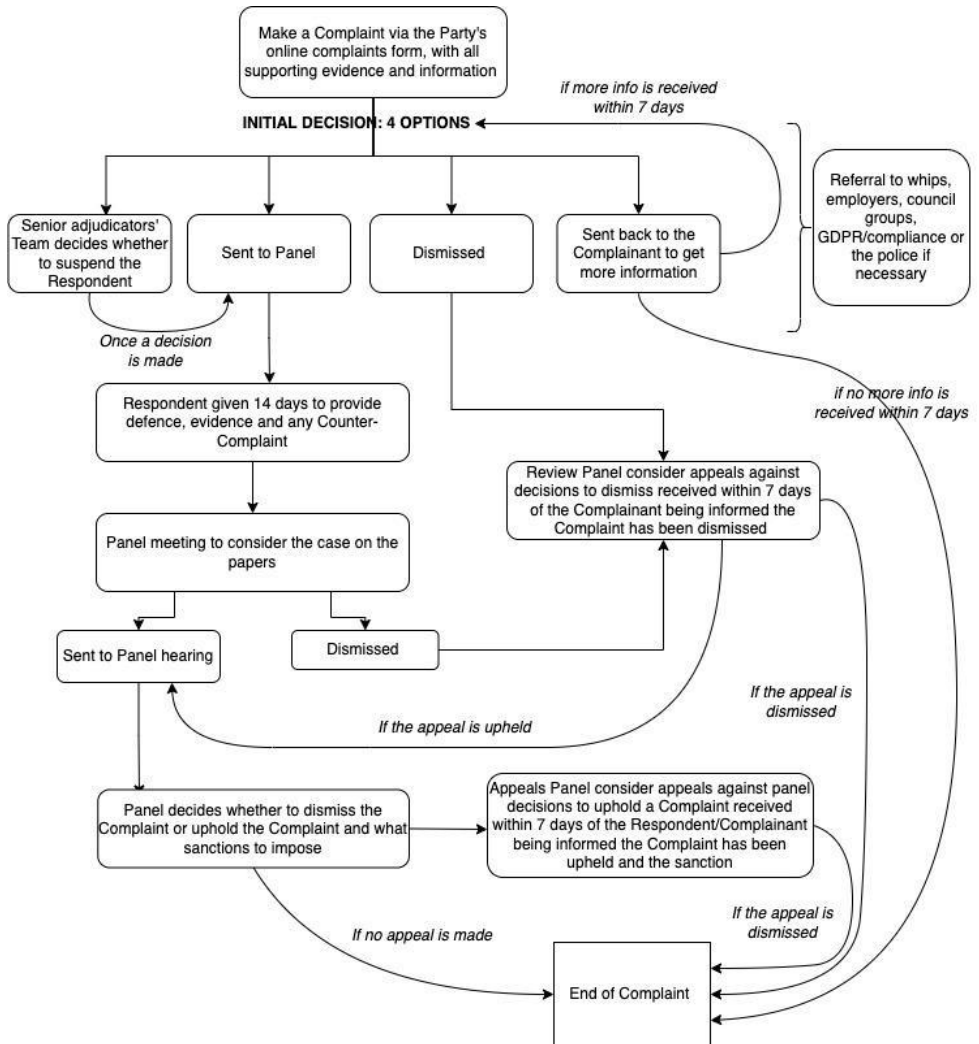 Make a Complaint via the Party's
online complaints form, with all
supporting evidence and information
if more info is received
within 7 days
INITIAL DECISION: 4 OPTIONS
Senior adjudicators'
Team decides whether
to suspend the
Respondent
Sent to Panel
Dismissed
Sent back to the
Complainant to get
more information
Referral to whips,
employers, council
groups,
GDPR/compliance or
the police if
necessary
Once a decision
is made
if no more info is
received within 7 days
Respondent given 14 days to provide
defence, evidence and any Counter-
Complaint
Review Panel consider appeals against
decisions to dismiss received within 7 days
of the Complainant being informed the
Complaint has been dismissed
Panel meeting to consider the case on the
papers
Sent to Panel hearing
Dismissed
If the appeal is upheld
If the appeal is
dismissed
Panel decides whether to dismiss the
Complaint or uphold the Complaint and what
sanctions to impose
Appeals Panel consider appeals against panel
decisions to uphold a Complaint received
within 7 days of the Respondent/Complainant
being informed the Complaint has been
upheld and the sanction
If no appeal is made
If the appeal is
dismissed
End of Complaint